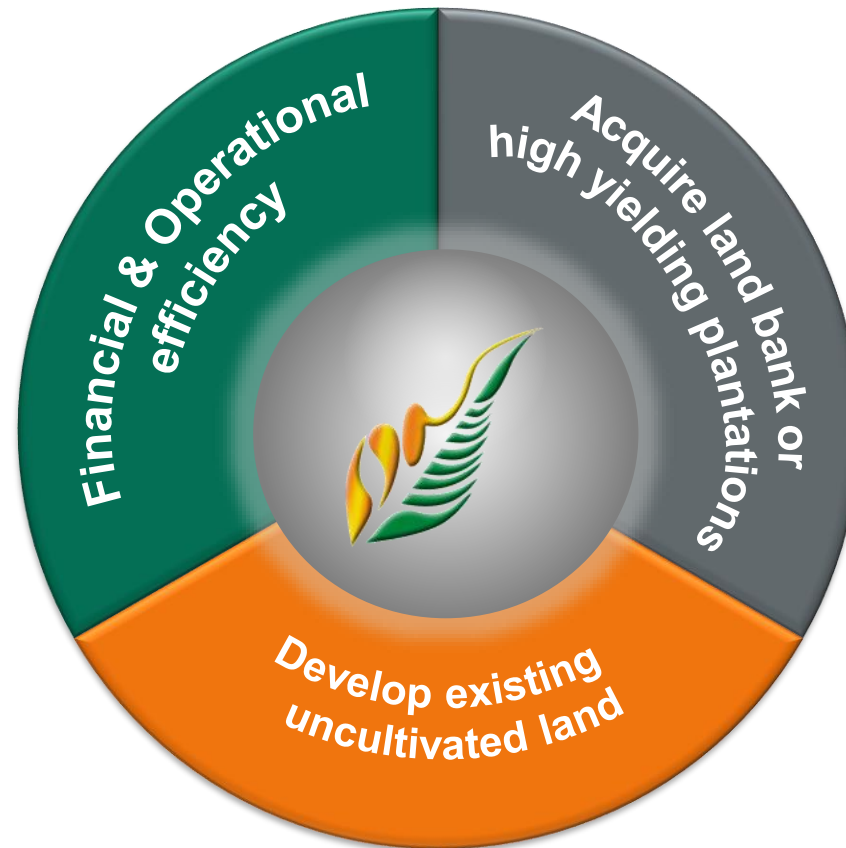 Financial & Operational
efficiency
Acquire land bank or
high yielding plantations
Develop existing
uncultivated land